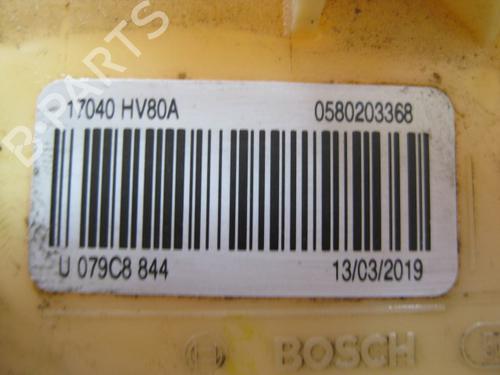 B-PARTS
17040 HV80A
0580203368
U 079C8 844
13/03/2019
BOSCH